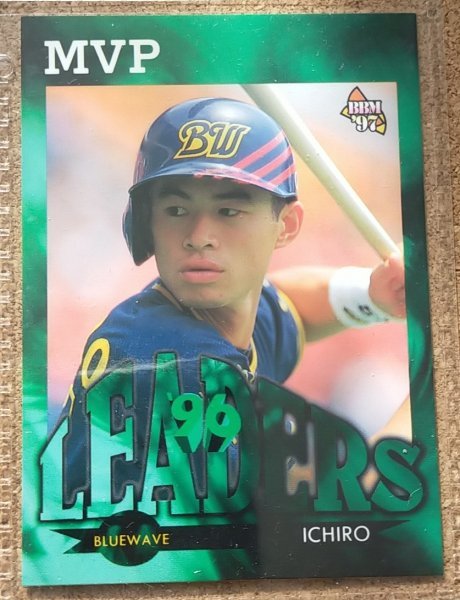 MVP
BBM
'97
BW
LEADERS
96
BLUEWAVE
ICHIRO